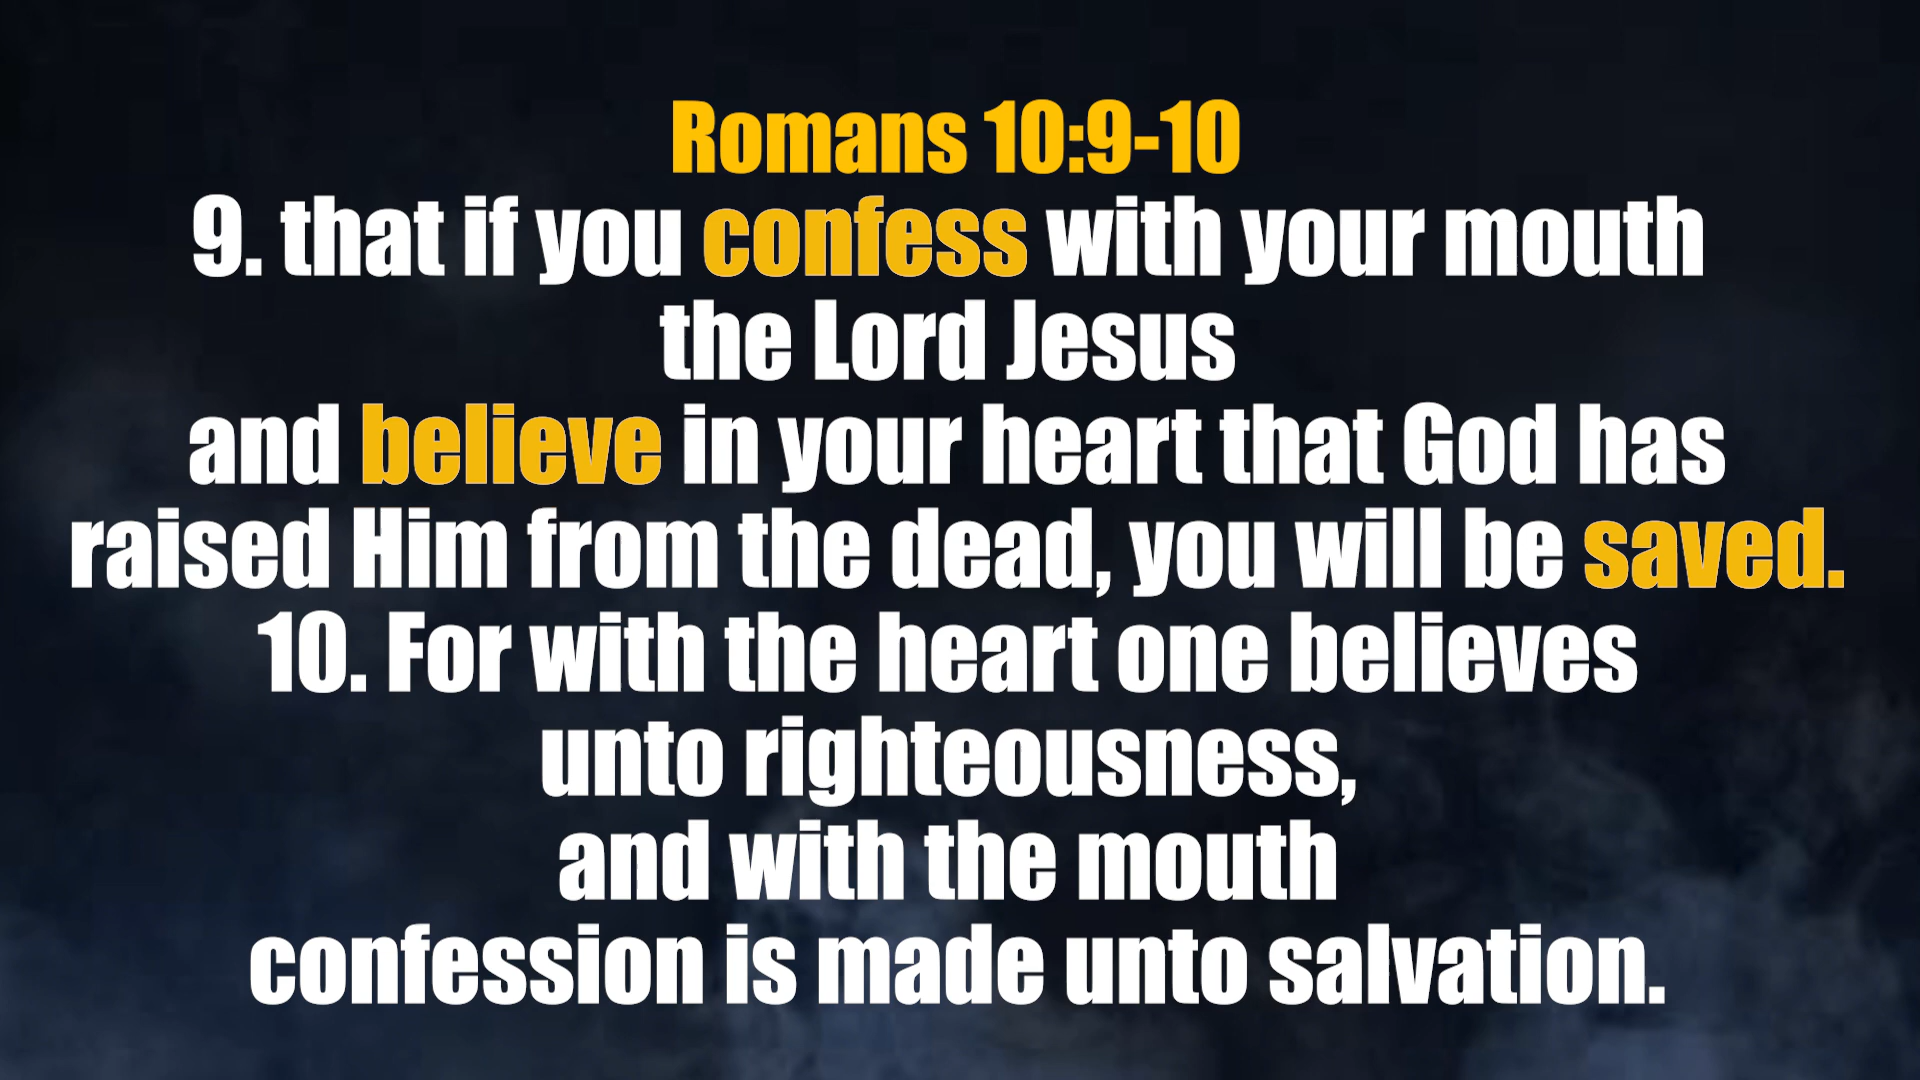 Romans 10:9-10
9. that if you confess with your mouth
the Lord Jesus
and believe in your heart that God has
raised Him from the dead, you will be saved.
10. For with the heart one believes
unto righteousness,
and with the mouth
confession is made unto salvation.